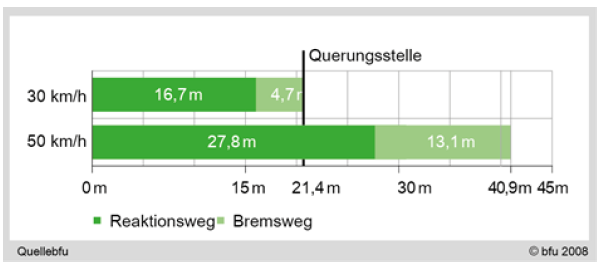 Querungsstelle
30 km/h 16,7 m 4,7 m
50 km/h 27,8 m 13,1 m
0 m 15 m 21,4 m 30 m 40,9m 45m
Reaktionsweg Bremsweg
Quellebfu © bfu 2008